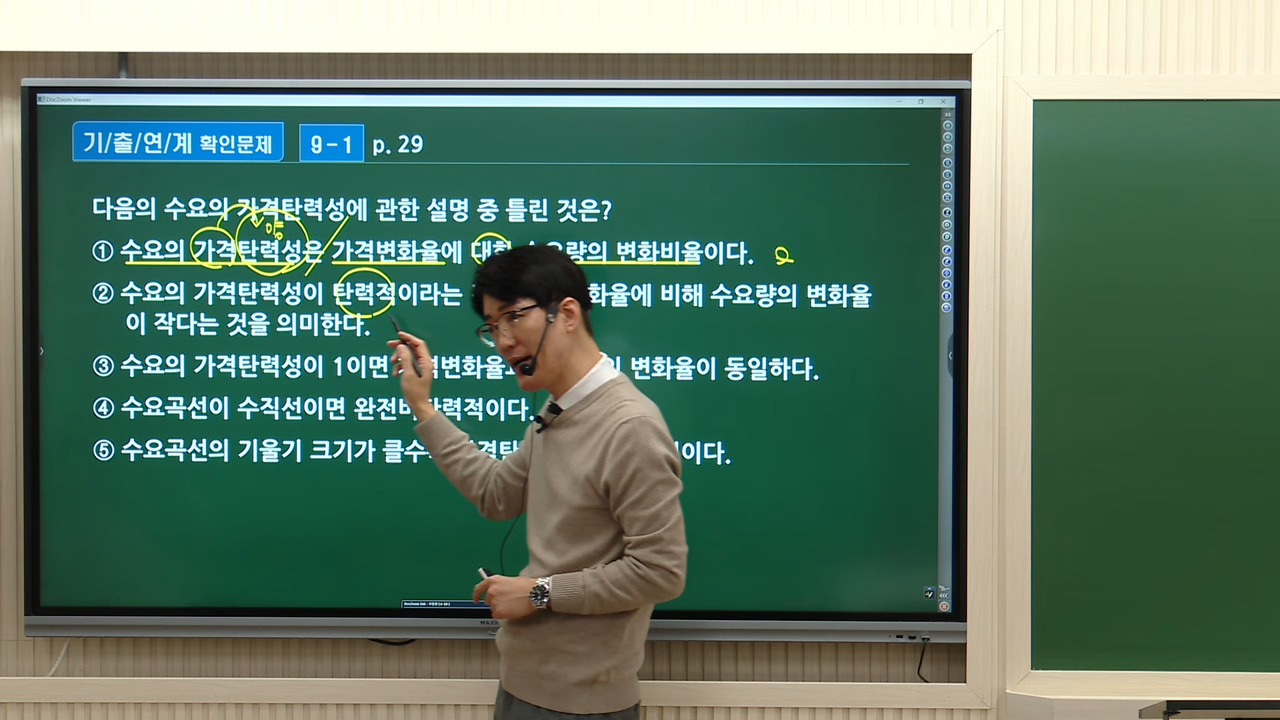 DocZoom Viewer
기/출/연/계 확인문제 9-1 p. 29
다음의 수요의 가격탄력성에 관한 설명 중 틀린 것은?
① 수요의 가격탄력성은 가격변화율에 대한 수요량의 변화비율이다.
② 수요의 가격탄력성이 탄력적이라는 화율에 비해 수요량의 변화율
이 작다는 것을 의미한다.
③ 수요의 가격탄력성이 1이면 격변화율 변화율이 동일하다.
④ 수요곡선이 수직선이면 완전비탄력적이다.
⑤ 수요곡선의 기울기 크기가 클수 이다.